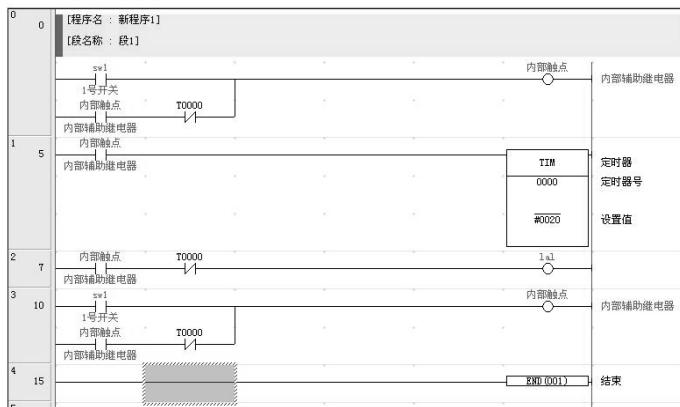 0
0
[程序名 : 新程序1]
[段名称 : 段1]
sw1
1号开关
内部触点
内部辅助继电器
内部触点
内部辅助继电器
T0000
1
5
内部触点
内部辅助继电器
TIM
定时器
0000
定时器号
#0020
设置值
2
7
内部触点
内部辅助继电器
T0000
la1
3
10
sw1
1号开关
内部触点
内部辅助继电器
内部触点
内部辅助继电器
T0000
4
15
END(001)
结束
5